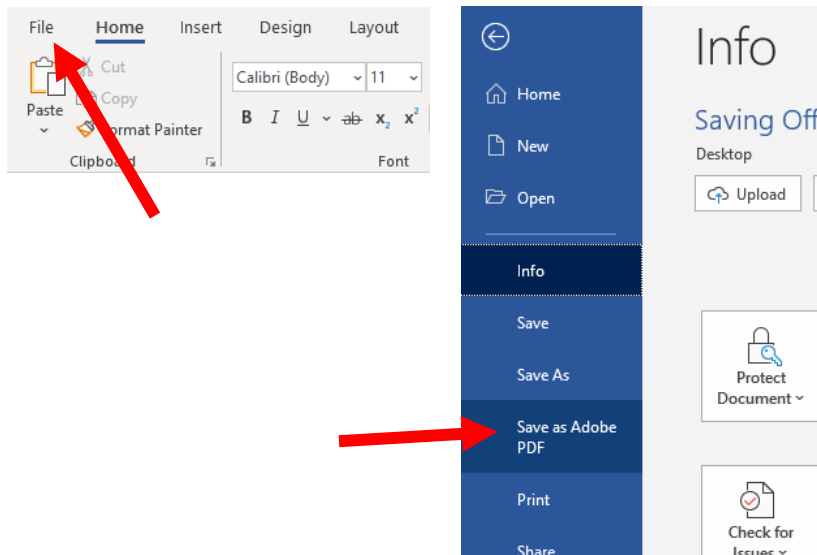 File Home Insert Design Layout
Cut
Calibri (Body) 11
Copy
Paste
Format Painter
B I U ab x₂ x²
Clipboard Font
Home
New
Open
Info
Save
Save As
Save as Adobe
PDF
Print
Share
Info
Saving Off
Desktop
Upload
Protect
Document
Check for
Issues